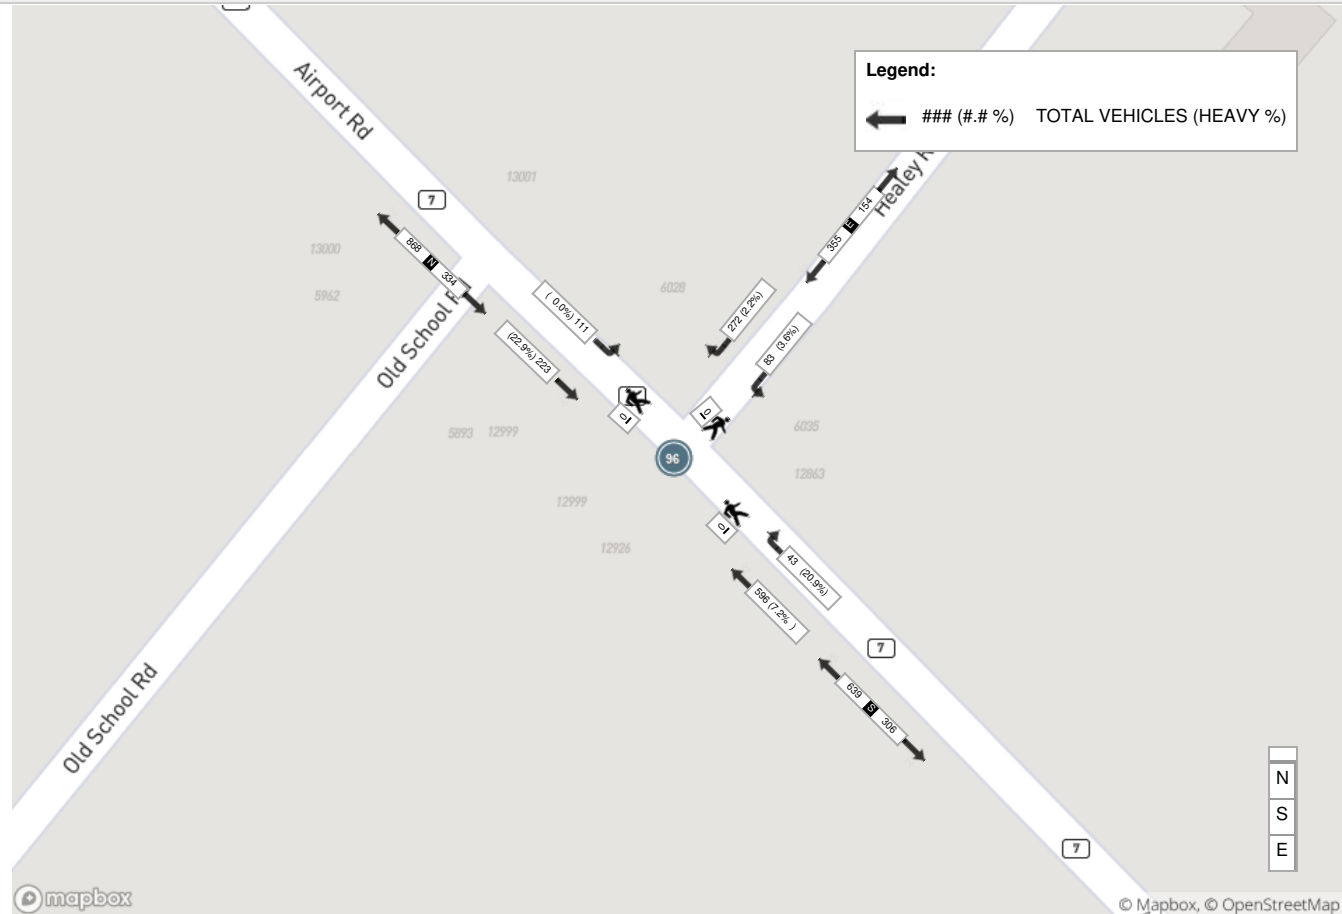 Airport Rd
Legend:
### (#.# %) TOTAL VEHICLES (HEAVY %)
13001
7
Healey R
154
E
355
13000
868
N
334
5962
6028
( 0.0%) 111
272 (2.2%)
Old School R
(22.9%) 223
83 (3.6%)
0
0
5893
12999
6035
96
12863
12999
0
12926
43 (20.9%)
596 (7.2% )
7
639
S
306
Old School Rd
N
S
E
7
mapbox
© Mapbox, © OpenStreetMap